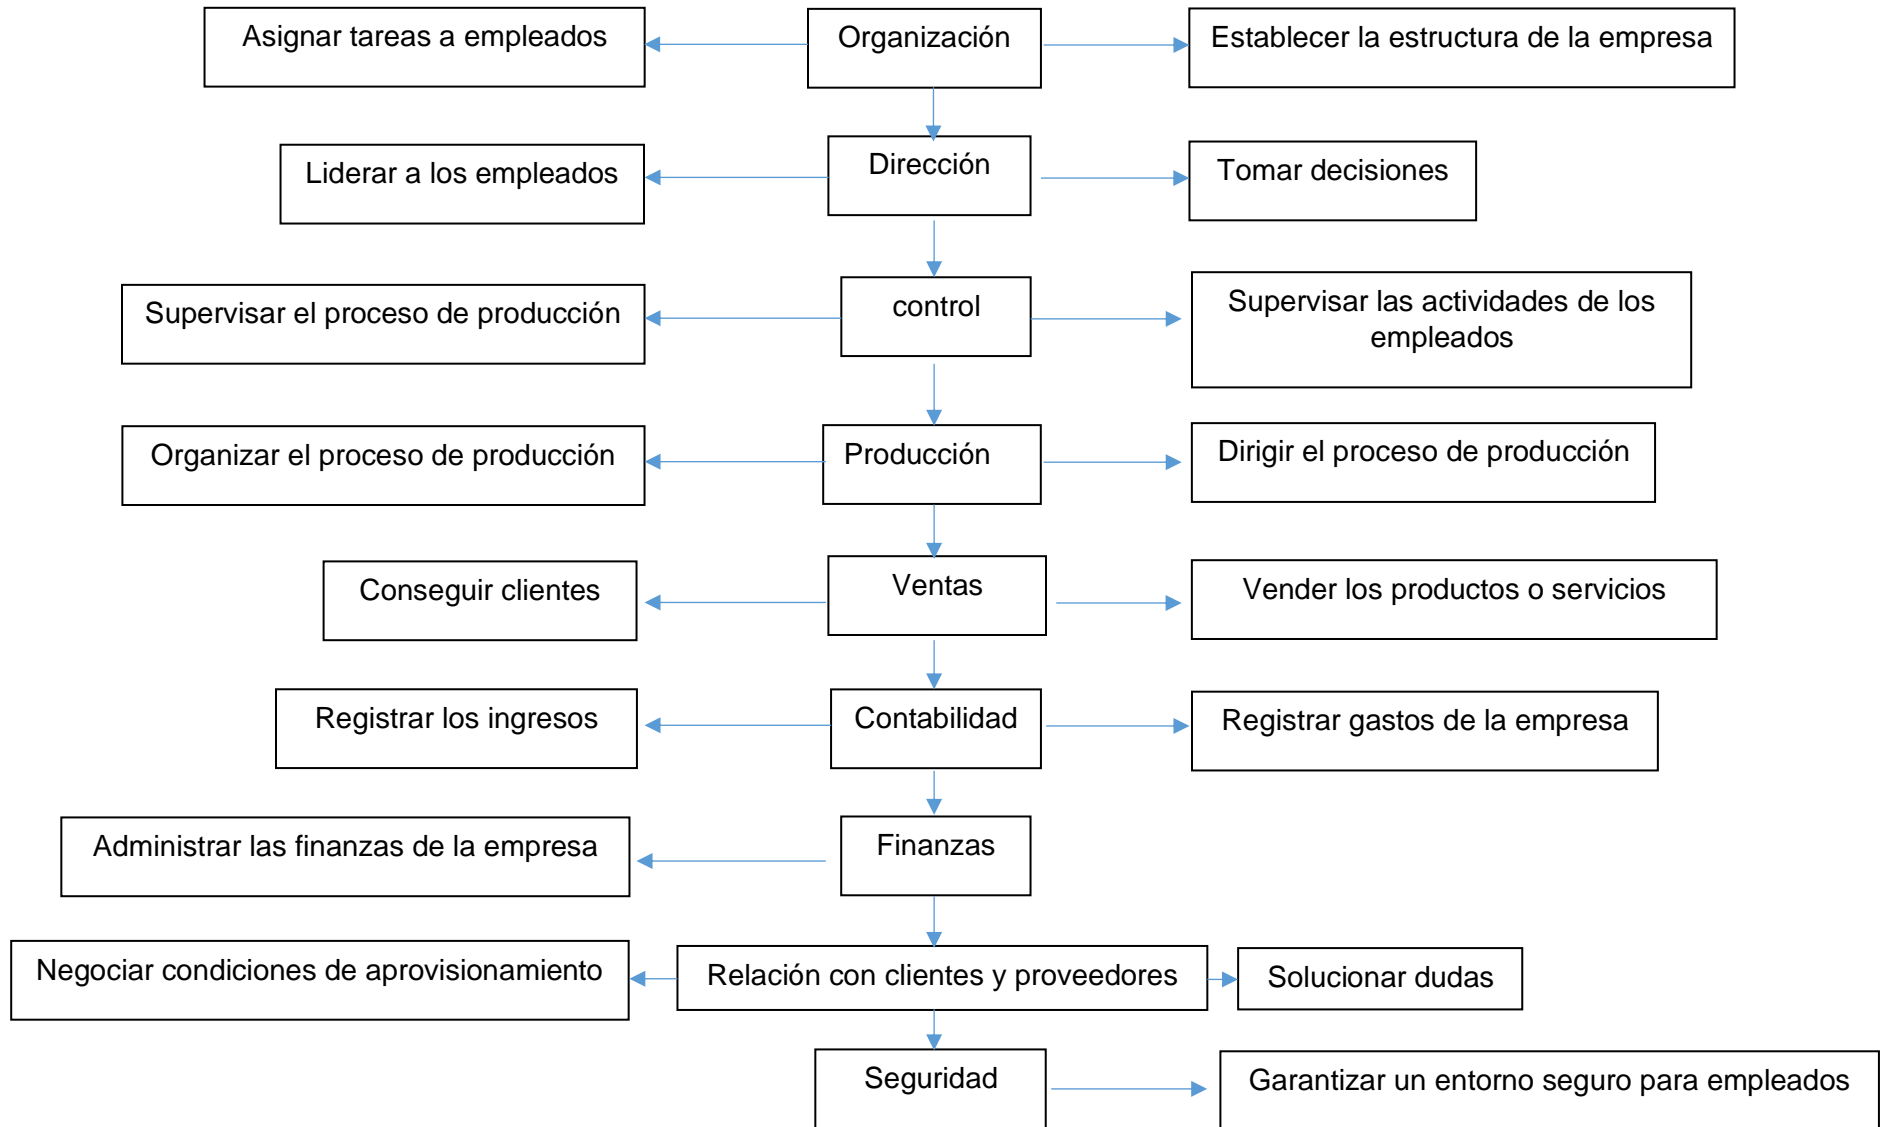 Asignar tareas a empleados
Organización
Establecer la estructura de la empresa
Liderar a los empleados
Dirección
Tomar decisiones
Supervisar el proceso de producción
control
Supervisar las actividades de los
empleados
Organizar el proceso de producción
Producción
Dirigir el proceso de producción
Conseguir clientes
Ventas
Vender los productos o servicios
Registrar los ingresos
Contabilidad
Registrar gastos de la empresa
Administrar las finanzas de la empresa
Finanzas
Negociar condiciones de aprovisionamiento
Relación con clientes y proveedores
Solucionar dudas
Seguridad
Garantizar un entorno seguro para empleados